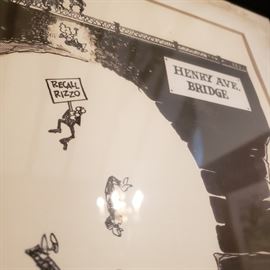 RECALL
RIZZO
HENRY AVE.
BRIDGE